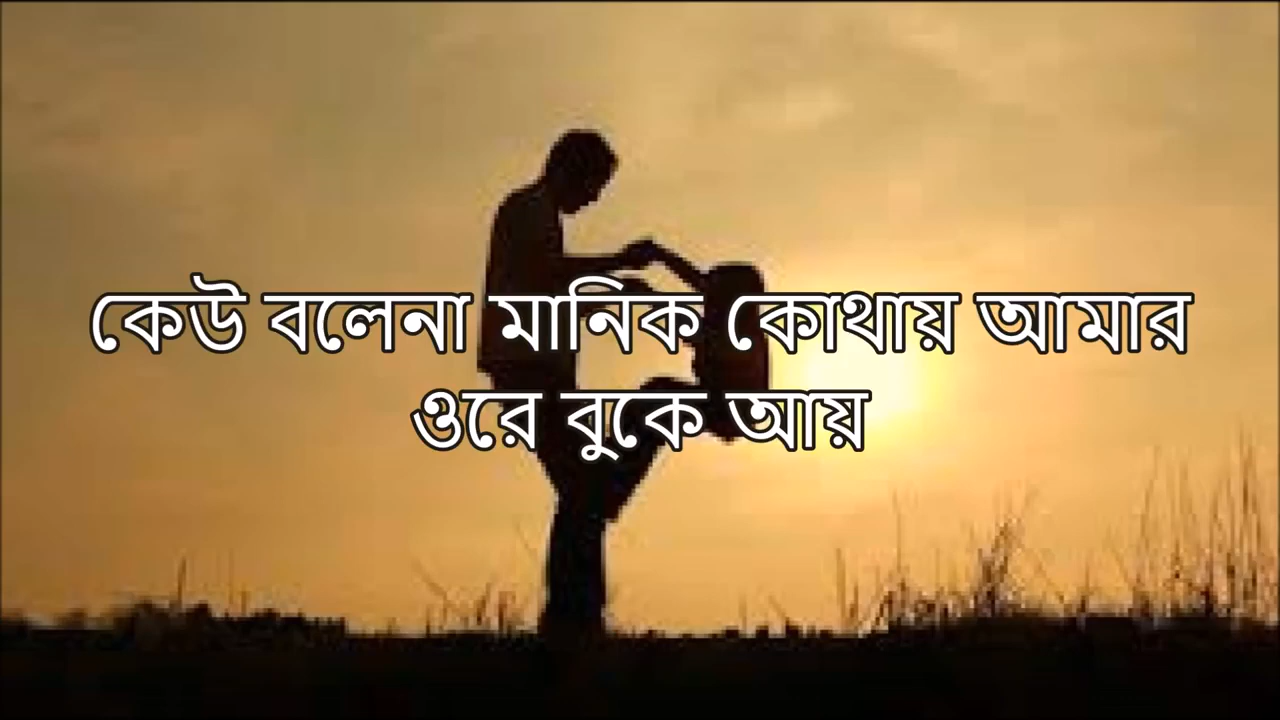 কেউ বলেনা মানিক কোথায় আমার
ওরে বুকে আয়